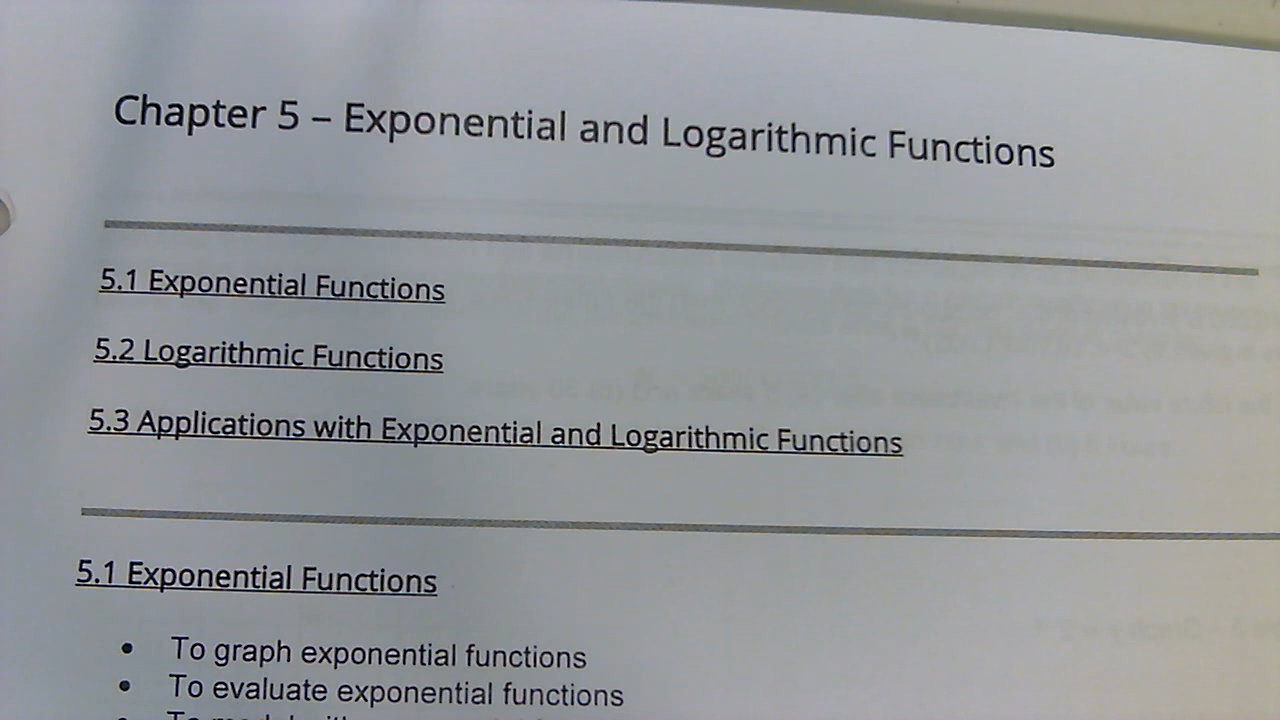 Chapter 5 – Exponential and Logarithmic Functions
5.1 Exponential Functions
5.2 Logarithmic Functions
5.3 Applications with Exponential and Logarithmic Functions
5.1 Exponential Functions
• To graph exponential functions
• To evaluate exponential functions